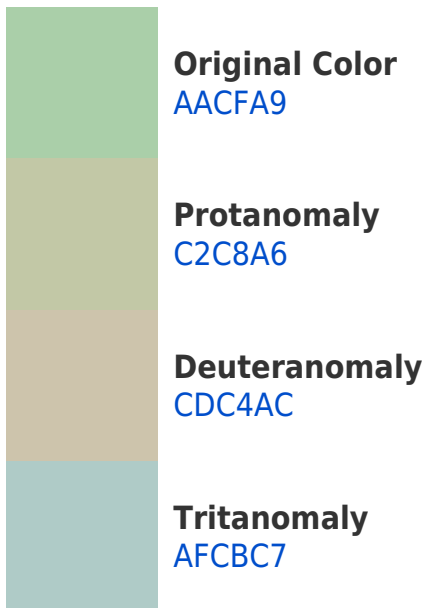 Original Color
AACFA9
Protanomaly
C2C8A6
Deuteranomaly
CDC4AC
Tritanomaly
AFCBC7